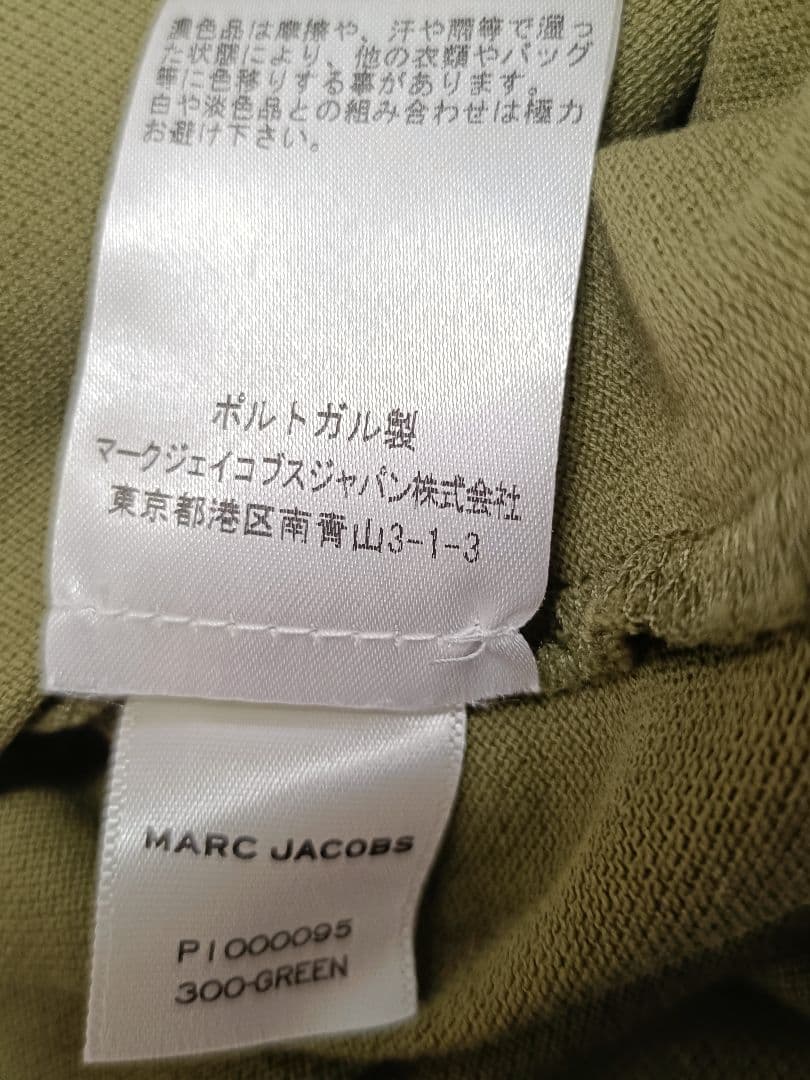 濃色品は摩擦や、汗や雨等で湿っ
た状態により、他の衣類やバッグ
等に色移りする事があります。
白や淡色品との組み合わせは極力
お避け下さい。
ポルトガル製
マークジェイコブスジャパン株式会社
東京都港区南青山3-1-3
MARC JACOBS
P1000095
300-GREEN